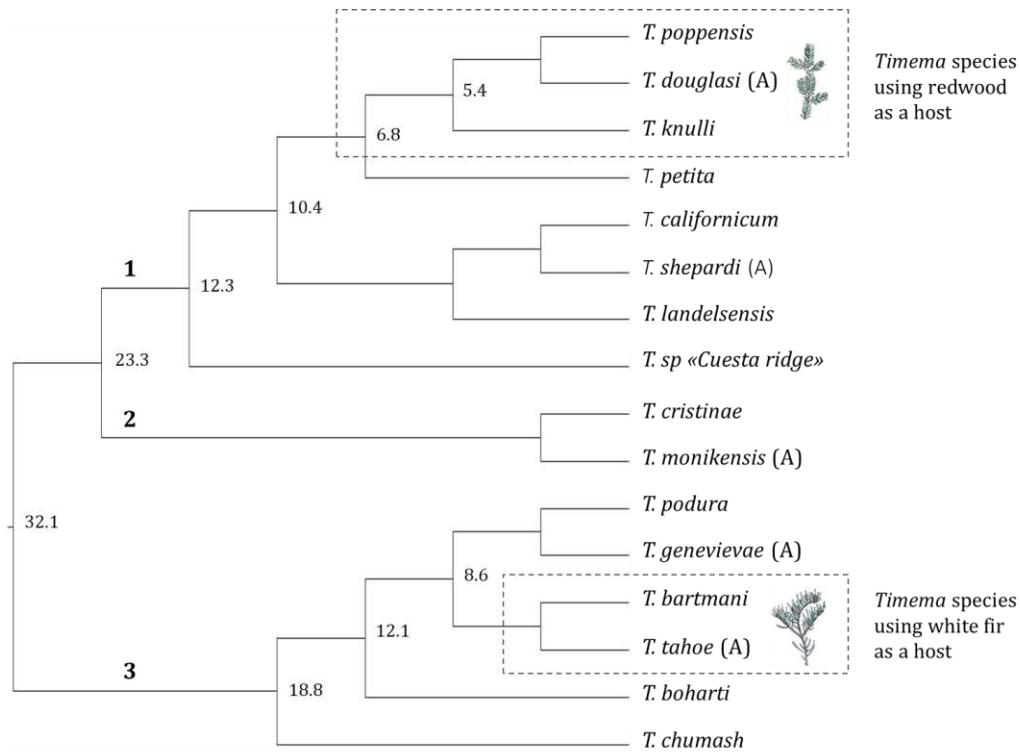 T. poppensis
T. douglasi (A)
5.4
T. knulli
6.8
Timema species
using redwood
as a host
T. petita
10.4
T. californicum
T. shepardi (A)
1
12.3
T. landelsensis
23.3
T. sp «Cuesta ridge»
2
T. cristinae
T. monikensis (A)
32.1
T. podura
T. genevievae (A)
8.6
T. bartmani
12.1
T. tahoe (A)
Timema species
using white fir
as a host
3
18.8
T. boharti
T. chumash